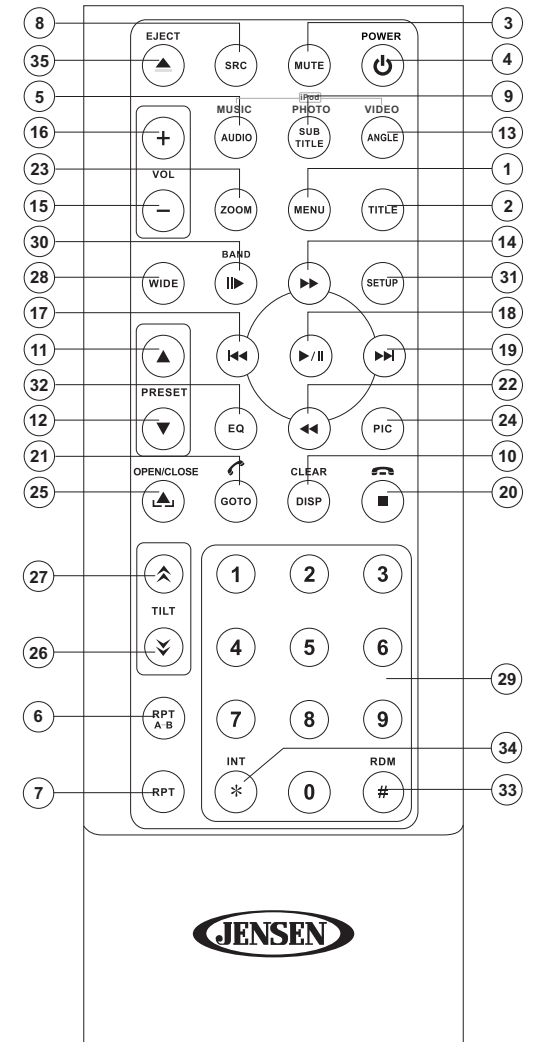 8 3
EJECT POWER
35 SRC MUTE 4
5 iPod 9
MUSIC PHOTO VIDEO
16 + AUDIO SUB TITLE ANGLE 13
23 VOL 1
15 − ZOOM MENU TITLE 2
30 BAND 14
28 WIDE SETUP 31
17 18
11 19
32 PRESET 22
12 EQ PIC 24
21 10
OPEN/CLOSE CLEAR
25 GOTO DISP 20
27 1 2 3
TILT
26 4 5 6
29
6 RPT A-B 7 8 9
34
INT RDM
7 RPT * 0 # 33
JENSEN